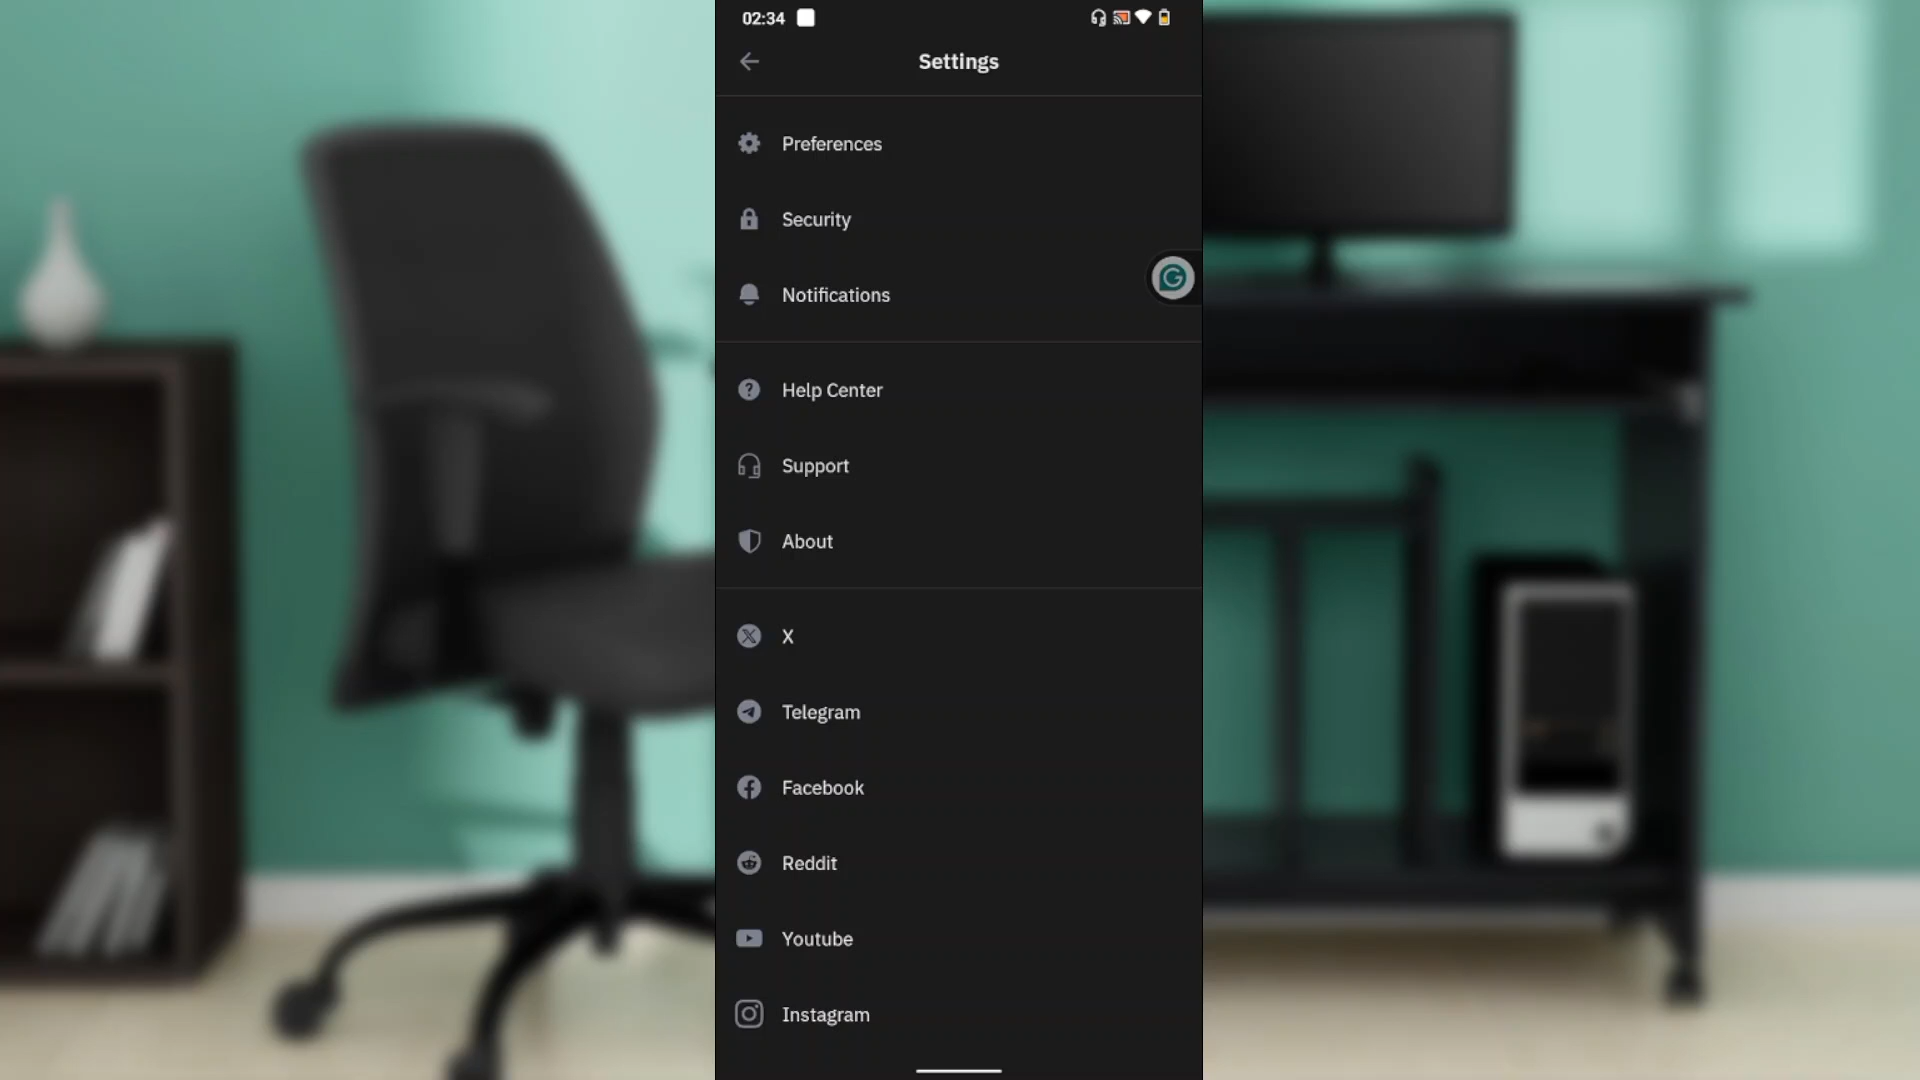 02:34
Settings
Preferences
Security
Notifications
Help Center
Support
About
X
Telegram
Facebook
Reddit
Youtube
Instagram